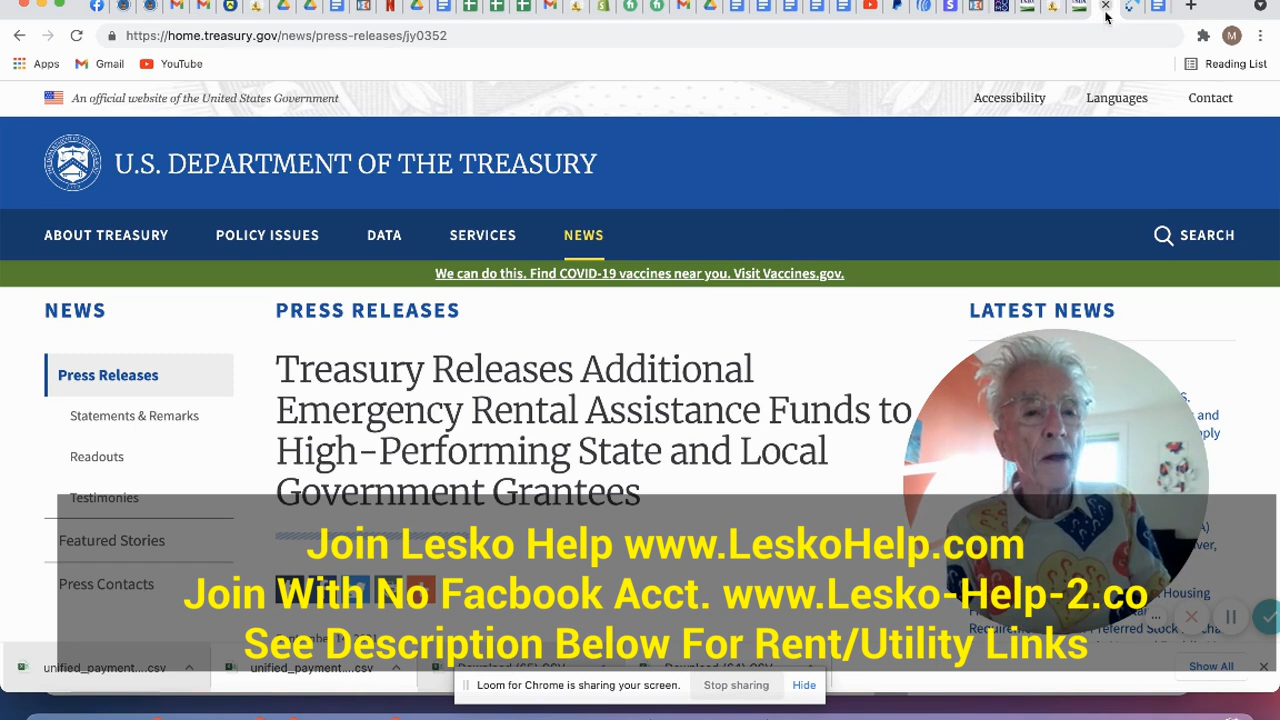 https://home.treasury.gov/news/press-releases/jy0352
M
Apps
Gmail
YouTube
Reading List
An official website of the United States Government
Accessibility
Languages
Contact
U.S. DEPARTMENT OF THE TREASURY
ABOUT TREASURY
POLICY ISSUES
DATA
SERVICES
NEWS
SEARCH
We can do this. Find COVID-19 vaccines near you. Visit Vaccines.gov.
NEWS
PRESS RELEASES
LATEST NEWS
Press Releases
Statements & Remarks
Readouts
Testimonies
Featured Stories
Press Contacts
Treasury Releases Additional
Emergency Rental Assistance Funds to
High-Performing State and Local
Government Grantees
and
Housing
Preferred Stock
Join Lesko Help www.LeskoHelp.com
Join With No Facbook Acct. www.Lesko-Help-2.co
See Description Below For Rent/Utility Links
unified_payment....csv
unified_payment....csv
Show All
Loom for Chrome is sharing your screen.
Stop sharing
Hide